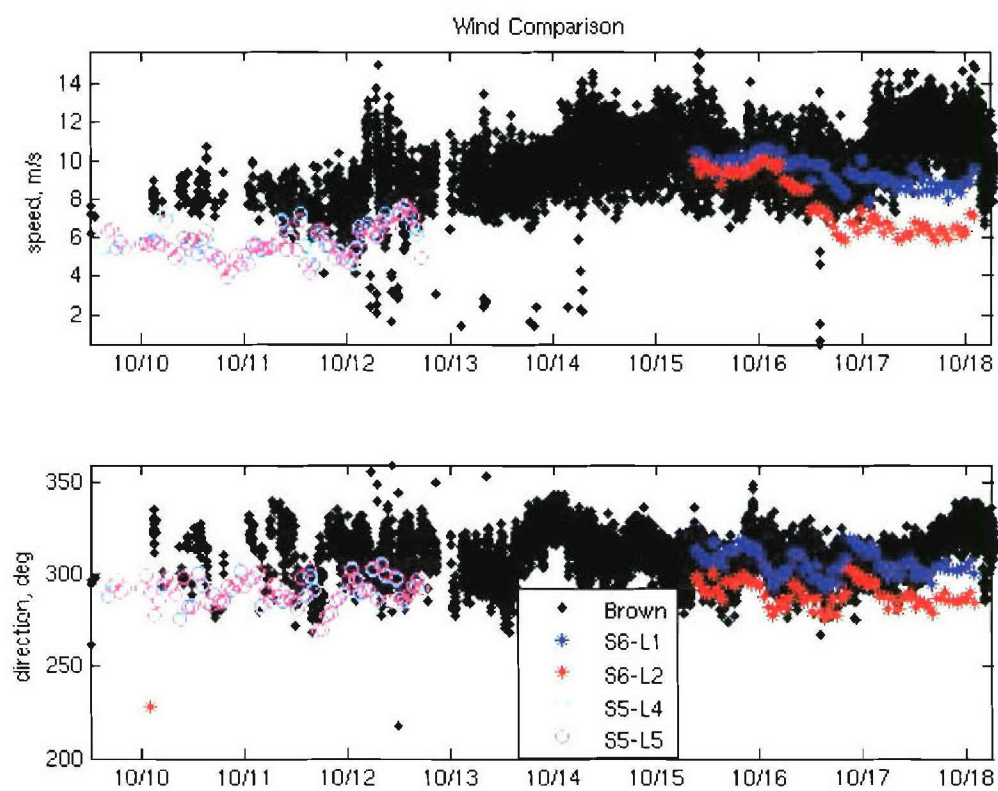 Wind Comparison
speed, m/s
14
12
10
8
6
4
2
10/10 10/11 10/12 10/13 10/14 10/15 10/16 10/17 10/18
direction, deg
350
300
250
200
Brown
S6-L1
S6-L2
S5-L4
S5-L5
10/10 10/11 10/12 10/13 10/14 10/15 10/16 10/17 10/18